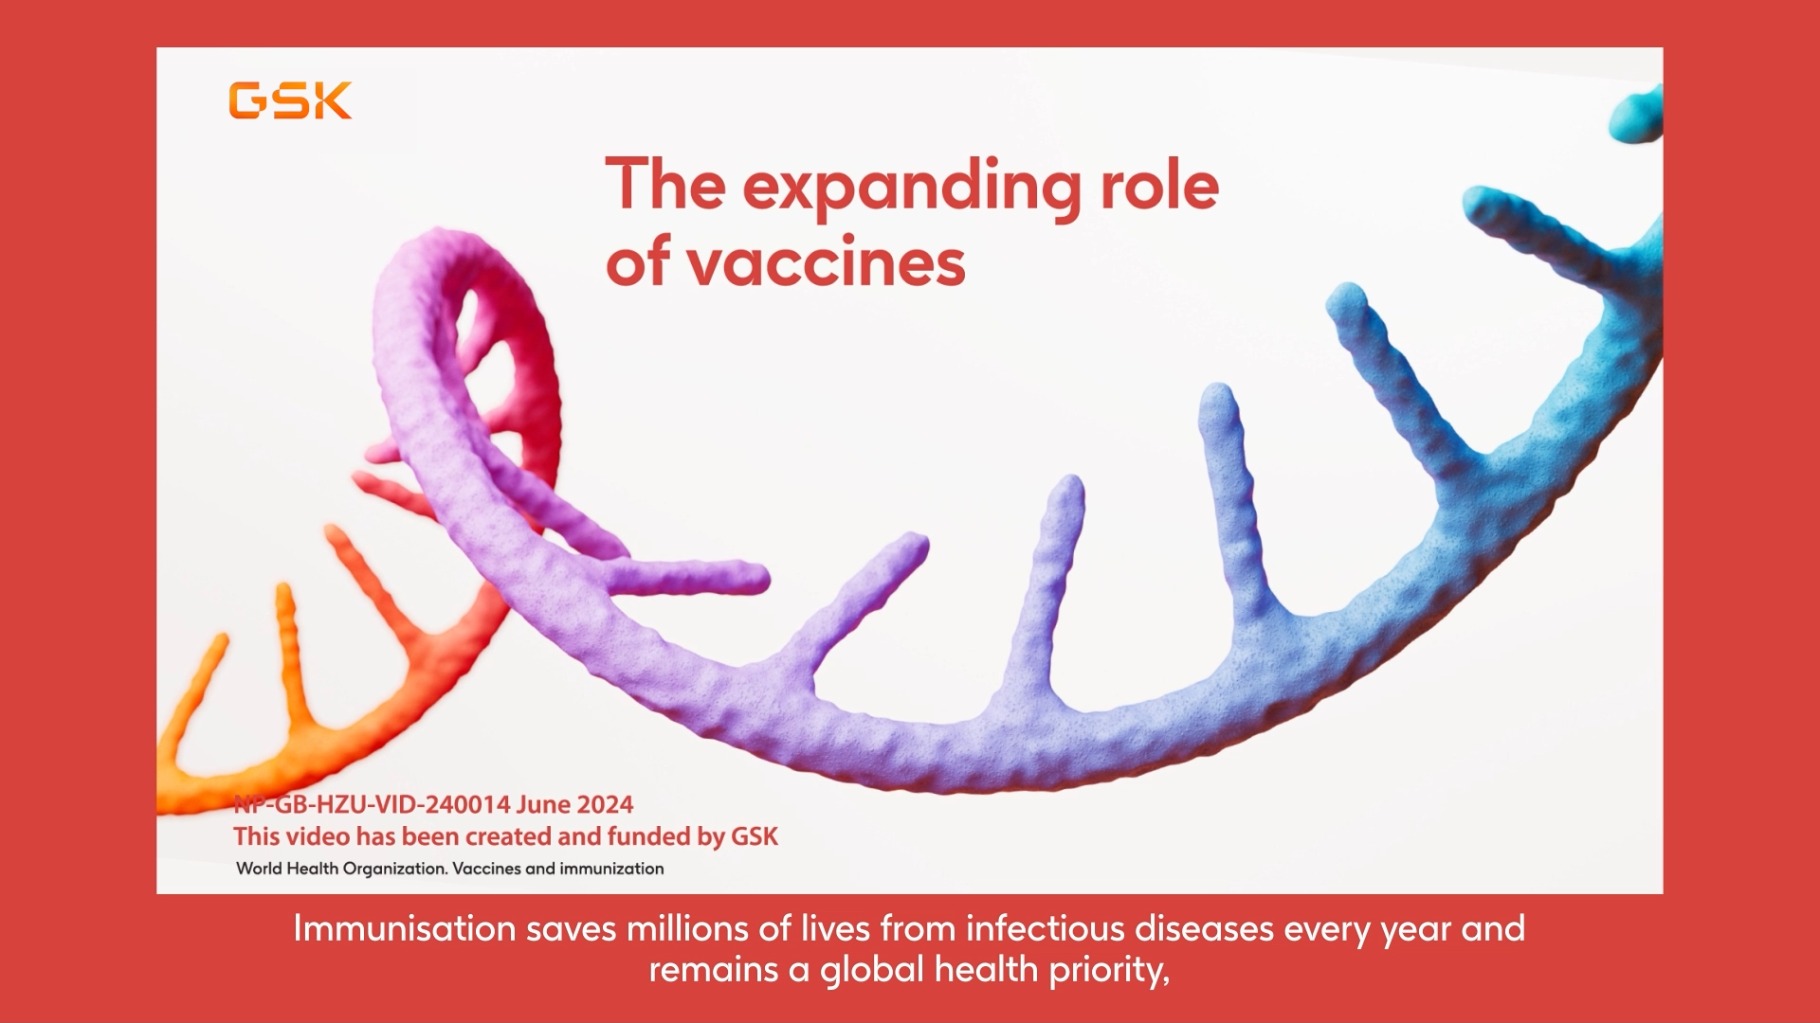 GSK
The expanding role
of vaccines
NP-GB-HZU-VID-240014 June 2024
This video has been created and funded by GSK
World Health Organization. Vaccines and immunization
Immunisation saves millions of lives from infectious diseases every year and
remains a global health priority,